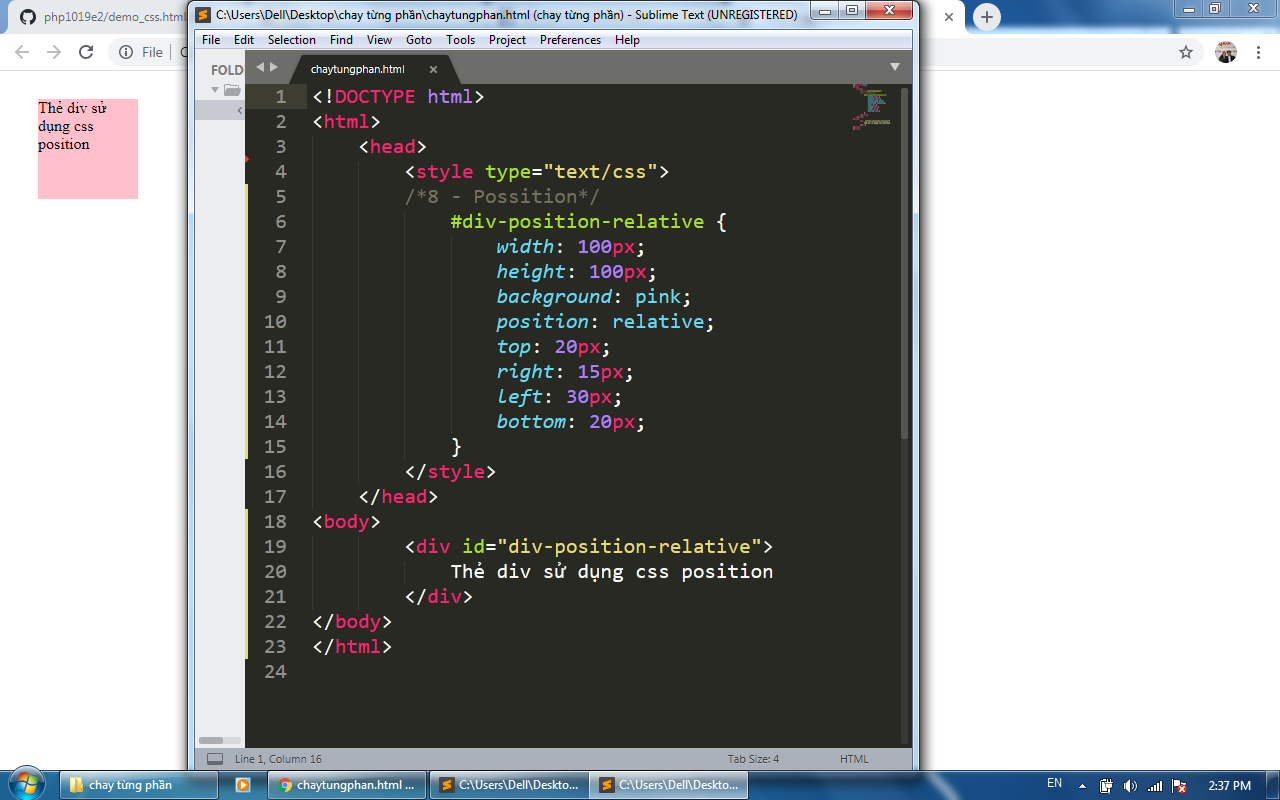 php1019e2/demo_css.html
C:\Users\Dell\Desktop\chay từng phần\chaytungphan.html (chay từng phần) - Sublime Text (UNREGISTERED)
File Edit Selection Find View Goto Tools Project Preferences Help
File
FOLD
chaytungphan.html
Thẻ div sử
dụng css
position
1 <!DOCTYPE html>
2 <html>
3 <head>
4 <style type="text/css">
5 /*8 - Possition*/
6 #div-position-relative {
7 width: 100px;
8 height: 100px;
9 background: pink;
10 position: relative;
11 top: 20px;
12 right: 15px;
13 left: 30px;
14 bottom: 20px;
15 }
16 </style>
17 </head>
18 <body>
19 <div id="div-position-relative">
20 Thẻ div sử dụng css position
21 </div>
22 </body>
23 </html>
24
Line 1, Column 16 Tab Size: 4 HTML
chay từng phần chaytungphan.html ... C:\Users\Dell\Deskto... C:\Users\Dell\Deskto... EN 2:37 PM